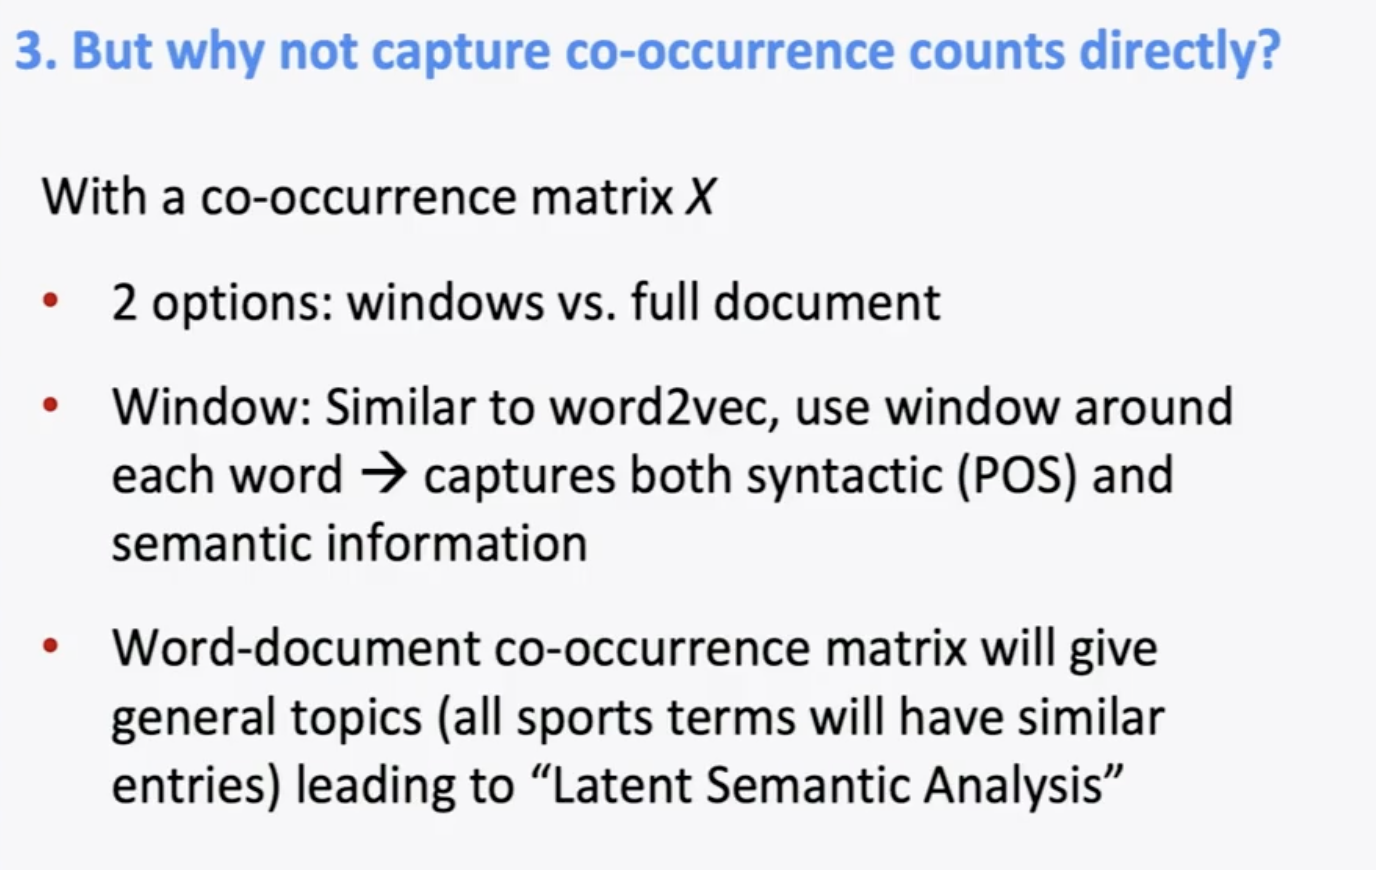 3. But why not capture co-occurrence counts directly?
With a co-occurrence matrix X
• 2 options: windows vs. full document
• Window: Similar to word2vec, use window around
each word → captures both syntactic (POS) and
semantic information
• Word-document co-occurrence matrix will give
general topics (all sports terms will have similar
entries) leading to “Latent Semantic Analysis”